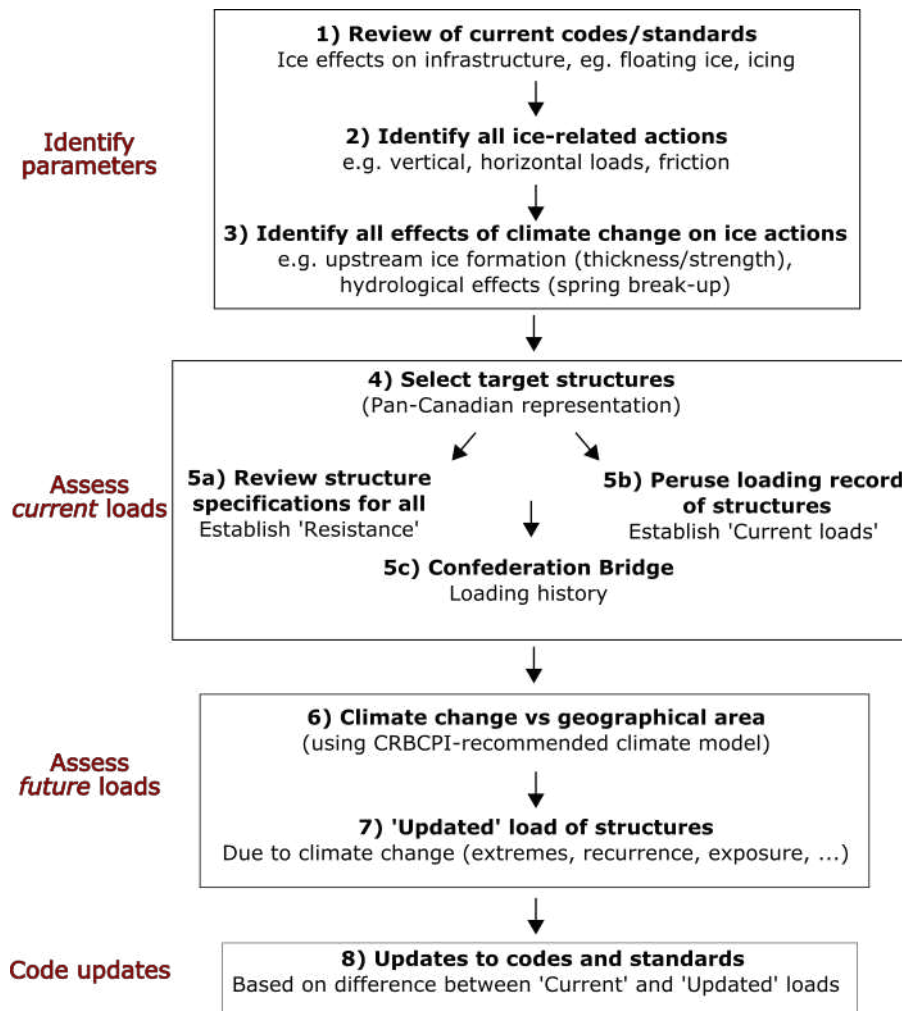 1) Review of current codes/standards
Ice effects on infrastructure, eg. floating ice, icing
Identify
parameters
2) Identify all ice-related actions
e.g. vertical, horizontal loads, friction
3) Identify all effects of climate change on ice actions
e.g. upstream ice formation (thickness/strength),
hydrological effects (spring break-up)
4) Select target structures
(Pan-Canadian representation)
Assess
current loads
5a) Review structure
specifications for all
Establish 'Resistance'
5b) Peruse loading record
of structures
Establish 'Current loads'
5c) Confederation Bridge
Loading history
6) Climate change vs geographical area
(using CRBCPI-recommended climate model)
Assess
future loads
7) 'Updated' load of structures
Due to climate change (extremes, recurrence, exposure, ...)
Code updates
8) Updates to codes and standards
Based on difference between 'Current' and 'Updated' loads